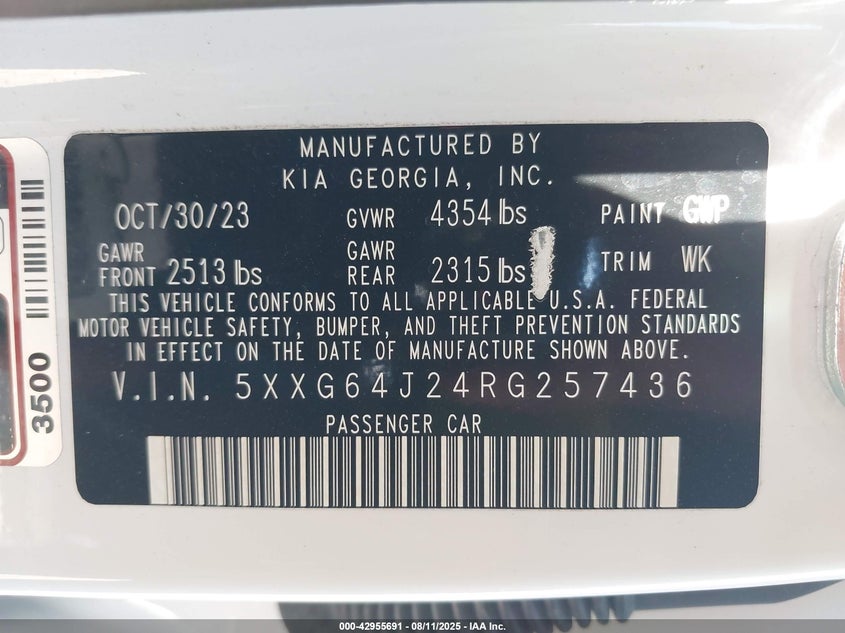 MANUFACTURED BY
KIA GEORGIA, INC.
OCT/30/23 GVWR 4354 lbs PAINT GWP
GAWR FRONT 2513 lbs GAWR REAR 2315 lbs TRIM WK
THIS VEHICLE CONFORMS TO ALL APPLICABLE U.S.A. FEDERAL
MOTOR VEHICLE SAFETY, BUMPER, AND THEFT PREVENTION STANDARDS
IN EFFECT ON THE DATE OF MANUFACTURE SHOWN ABOVE.
V.I.N. 5XXG64J24RG257436
PASSENGER CAR
3500
000-42955691 - 08/11/2025 - IAA Inc.